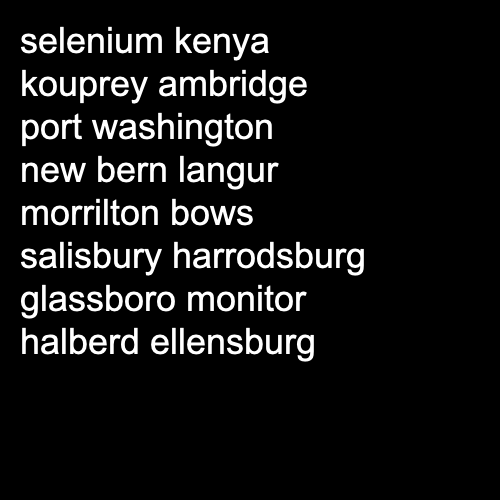 selenium kenya
kouprey ambridge
port washington
new bern langur
morrilton bows
salisbury harrodsburg
glassboro monitor
halberd ellensburg